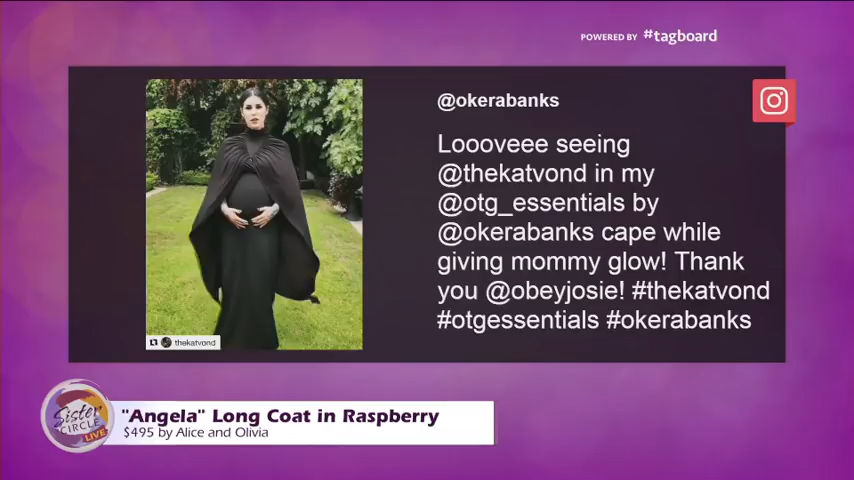 POWERED BY #tagboard
@okerabanks
Loooveee seeing
@thekatvond in my
@otg_essentials by
@okerabanks cape while
giving mommy glow! Thank
you @obeyjosie! #thekatvond
#otgessentials #okerabanks
thekatvond
Sister
CIRCLE
LIVE
"Angela" Long Coat in Raspberry
$495 by Alice and Olivia